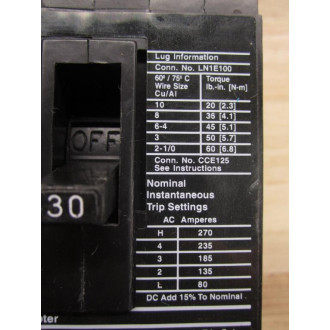 Lug Information
Conn. No. LN1E100
60° / 75° C Torque
Wire Size lb.-in. [N-m]
Cu/Al
10 20 [2.3]
8 36 [4.1]
6-4 45 [5.1]
3 50 [5.7]
2-1/0 60 [6.8]
Conn. No. CCE125
See Instructions
OFF
30
Nominal
Instantaneous
Trip Settings
AC Amperes
H 270
4 235
3 185
2 135
L 80
DC Add 15% To Nominal